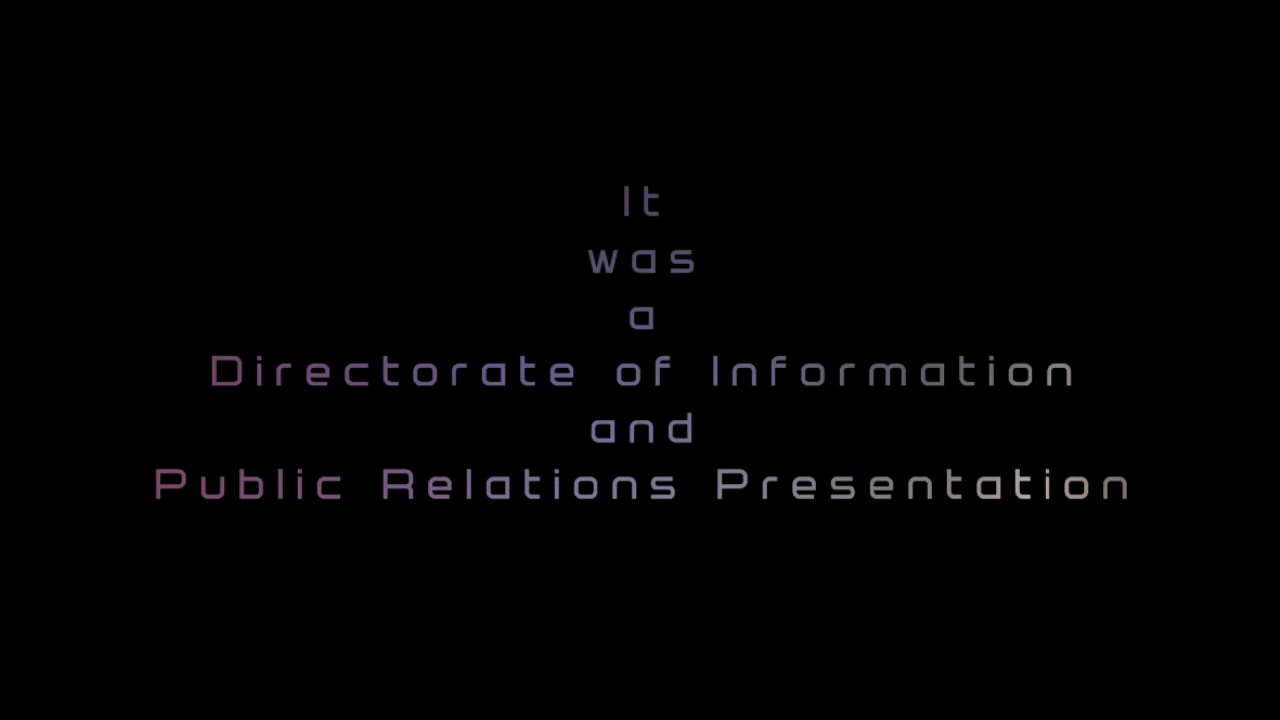 It
was
a
Directorate of Information
and
Public Relations Presentation